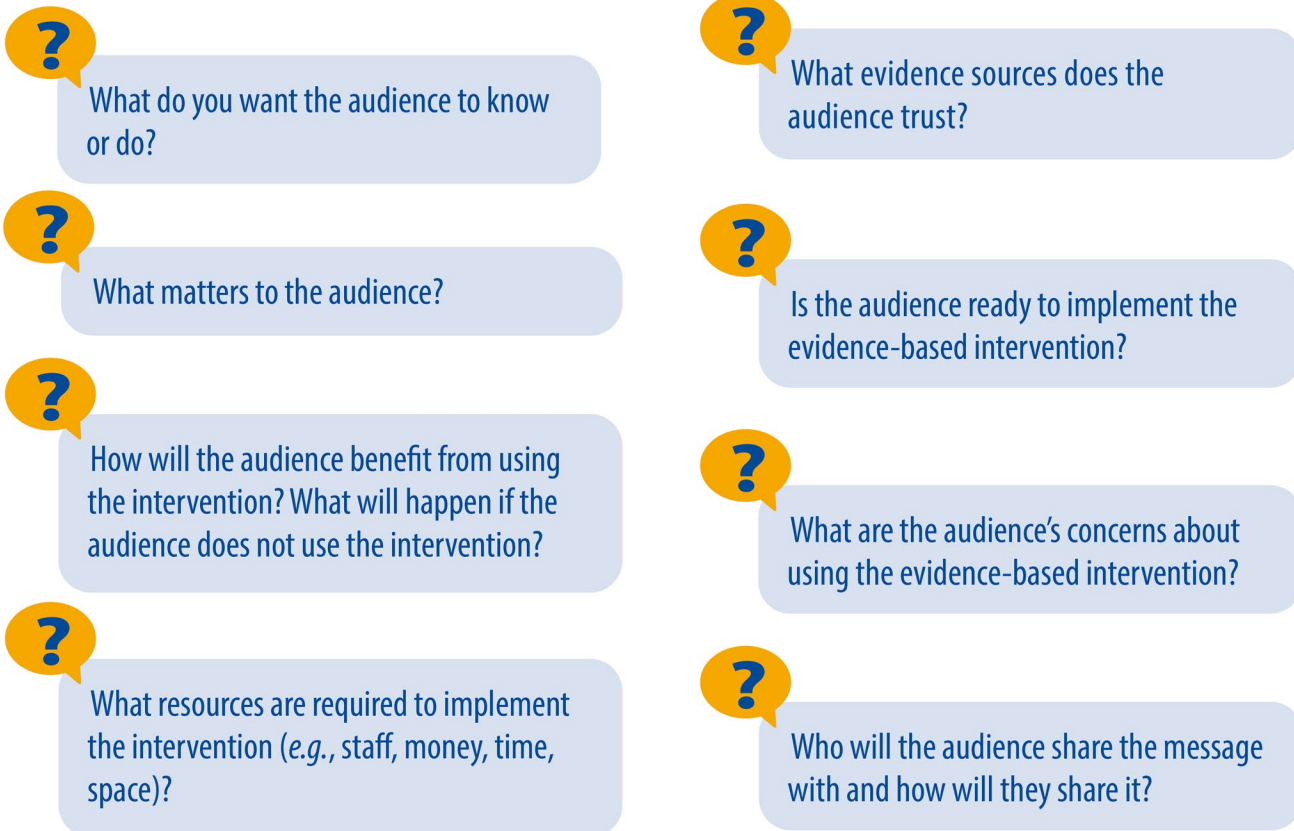 ?
What do you want the audience to know
or do?
?
What matters to the audience?
?
How will the audience benefit from using
the intervention? What will happen if the
audience does not use the intervention?
?
What resources are required to implement
the intervention (e.g., staff, money, time,
space)?
?
What evidence sources does the
audience trust?
?
Is the audience ready to implement the
evidence-based intervention?
?
What are the audience’s concerns about
using the evidence-based intervention?
?
Who will the audience share the message
with and how will they share it?